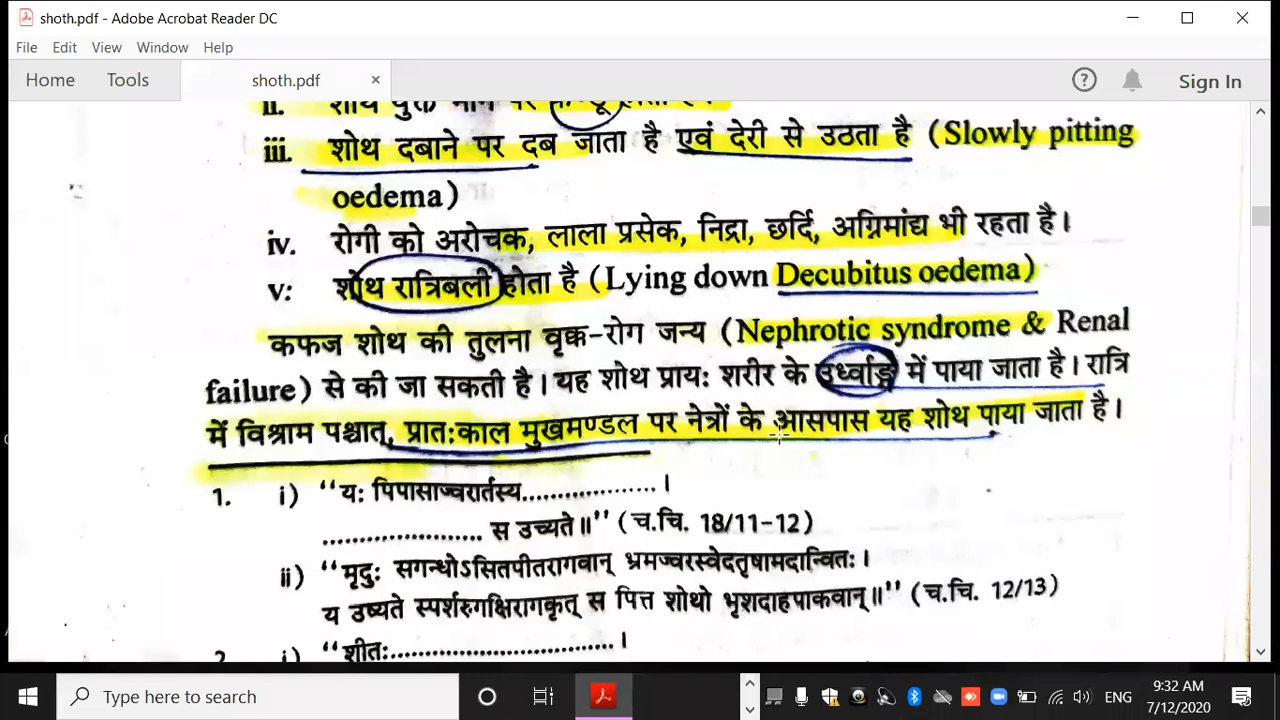 shoth.pdf - Adobe Acrobat Reader DC
File Edit View Window Help
Home Tools shoth.pdf × Sign In
ii. शोथ युक्त भाग पर होता है।
iii. शोथ दबाने पर दब जाता है एवं देरी से उठता है (Slowly pitting
oedema)
iv. रोगी को अरोचक, लाला प्रसेक, निद्रा, छर्दि, अग्निमांद्य भी रहता है।
v: शोथ रात्रिबली होता है (Lying down Decubitus oedema)
कफज शोथ की तुलना वृक्क-रोग जन्य (Nephrotic syndrome & Renal
failure) से की जा सकती है। यह शोथ प्राय: शरीर के उर्ध्वाङ्ग में पाया जाता है। रात्रि
में विश्राम पश्चात्, प्रात:काल मुखमण्डल पर नेत्रों के आसपास यह शोथ पाया जाता है।
1. i) “य: पिपासाज्वरार्तस्य...................।
...................... स उच्यते॥” (च.चि. 18/11-12)
ii) “मृदु: सगन्धोऽसितपीतरागवान् भ्रमज्वरस्वेदतृषामदान्वित:।
य उष्यते स्पर्शरुगक्षिरागकृत् स पित्त शोथो भृशदाहपाकवान्॥” (च.चि. 12/13)
2. i) “शीत:...............................।
Type here to search
ENG
9:32 AM
7/12/2020